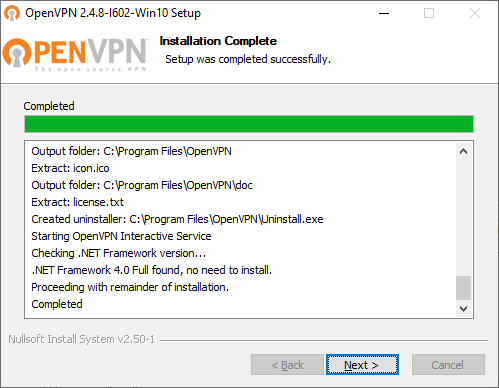 OpenVPN 2.4.8-I602-Win10 Setup
OPENVPN
The open source VPN
Installation Complete
Setup was completed successfully.
Completed
Output folder: C:\Program Files\OpenVPN
Extract: icon.ico
Output folder: C:\Program Files\OpenVPN\doc
Extract: license.txt
Created uninstaller: C:\Program Files\OpenVPN\Uninstall.exe
Starting OpenVPN Interactive Service
Checking .NET Framework version...
.NET Framework 4.0 Full found, no need to install.
Proceeding with remainder of installation.
Completed
Nullsoft Install System v2.50-1
< Back
Next >
Cancel